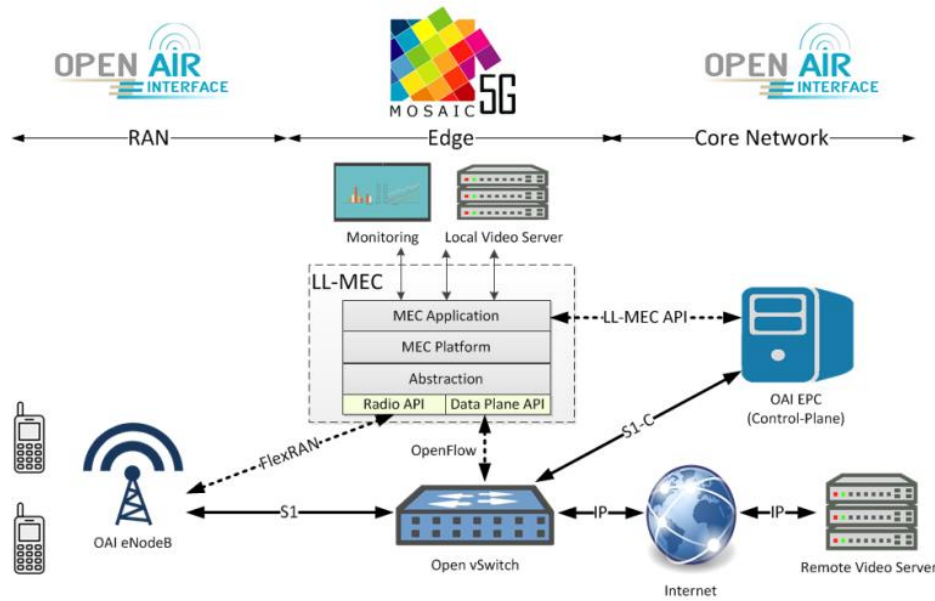 OPEN AIR
INTERFACE
MOSAIC 5G
OPEN AIR
INTERFACE
RAN
Edge
Core Network
Monitoring
Local Video Server
LL-MEC
MEC Application
MEC Platform
Abstraction
Radio API
Data Plane API
LL-MEC API
OAI EPC
(Control-Plane)
FlexRAN
OpenFlow
S1-C
S1
IP
IP
OAI eNodeB
Open vSwitch
Internet
Remote Video Server